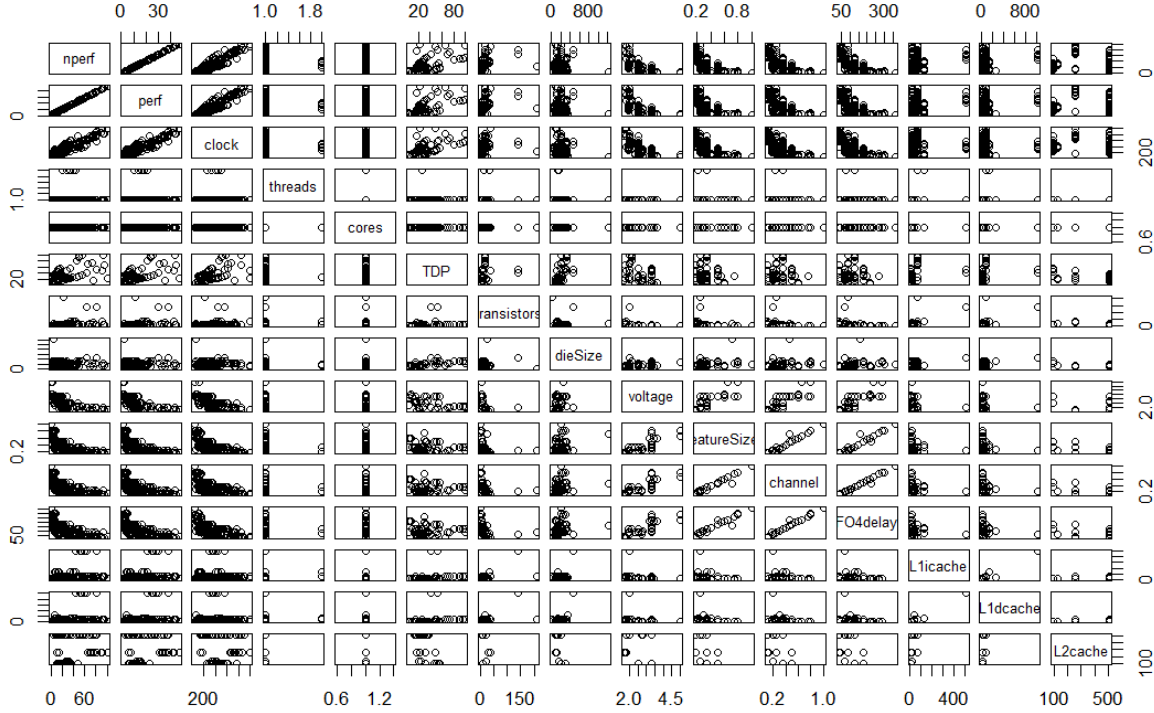 0 30 1.0 1.8 20 80 0 800 0.2 0.8 50 300 0 800
nperf
0
perf
0
clock
200
threads
1.0
cores
0.6
TDP
20
ransistors
0
dieSize
0
voltage
2.0
eatureSize
0.2
channel
0.2
FO4delay
50
L1icache
0
L1dcache
0
L2cache
100
0 60 200 0.6 1.2 0 150 2.0 4.5 0.2 1.0 0 400 100 500